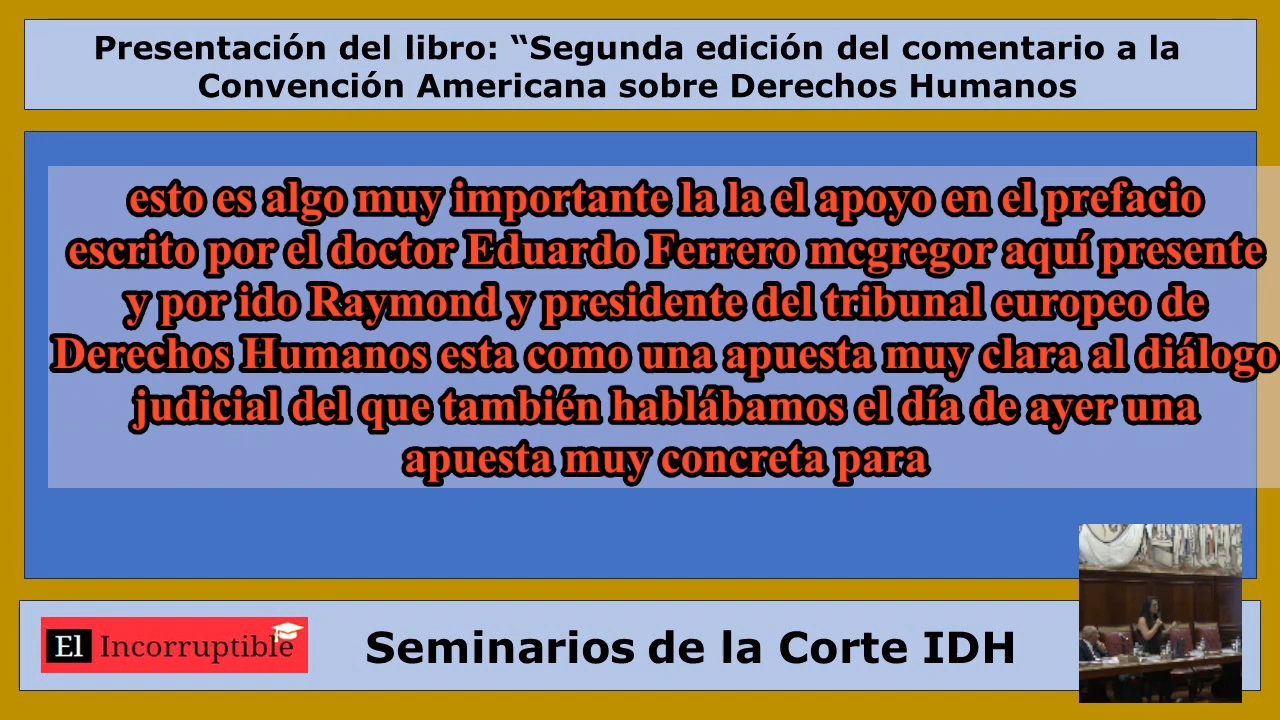 Presentación del libro: “Segunda edición del comentario a la
Convención Americana sobre Derechos Humanos
esto es algo muy importante la la el apoyo en el prefacio
escrito por el doctor Eduardo Ferrero mcgregor aquí presente
y por ido Raymond y presidente del tribunal europeo de
Derechos Humanos esta como una apuesta muy clara al diálogo
judicial del que también hablábamos el día de ayer una
apuesta muy concreta para
El Incorruptible
Seminarios de la Corte IDH